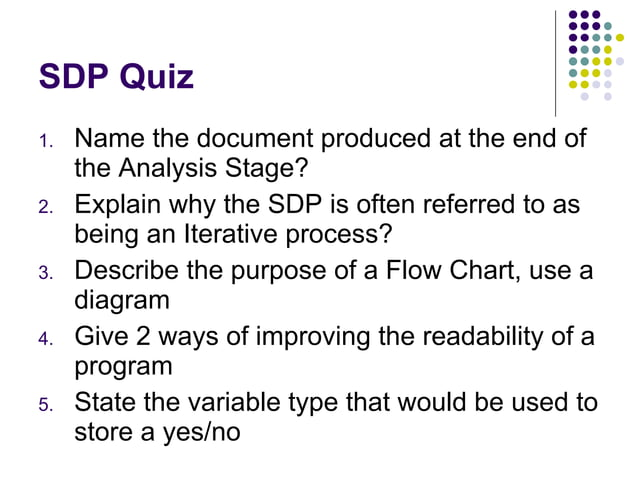 SDP Quiz
1. Name the document produced at the end of
the Analysis Stage?
2. Explain why the SDP is often referred to as
being an Iterative process?
3. Describe the purpose of a Flow Chart, use a
diagram
4. Give 2 ways of improving the readability of a
program
5. State the variable type that would be used to
store a yes/no